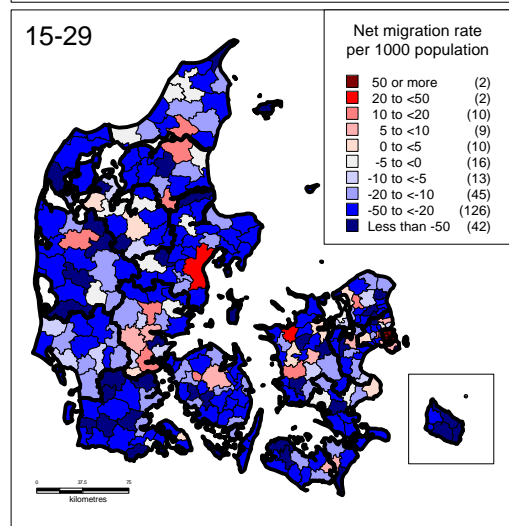 15-29
Net migration rate
per 1000 population
50 or more (2)
20 to <50 (2)
10 to <20 (10)
5 to <10 (9)
0 to <5 (10)
-5 to <0 (16)
-10 to <-5 (13)
-20 to <-10 (45)
-50 to <-20 (126)
Less than -50 (42)
0 37.5 75
kilometres